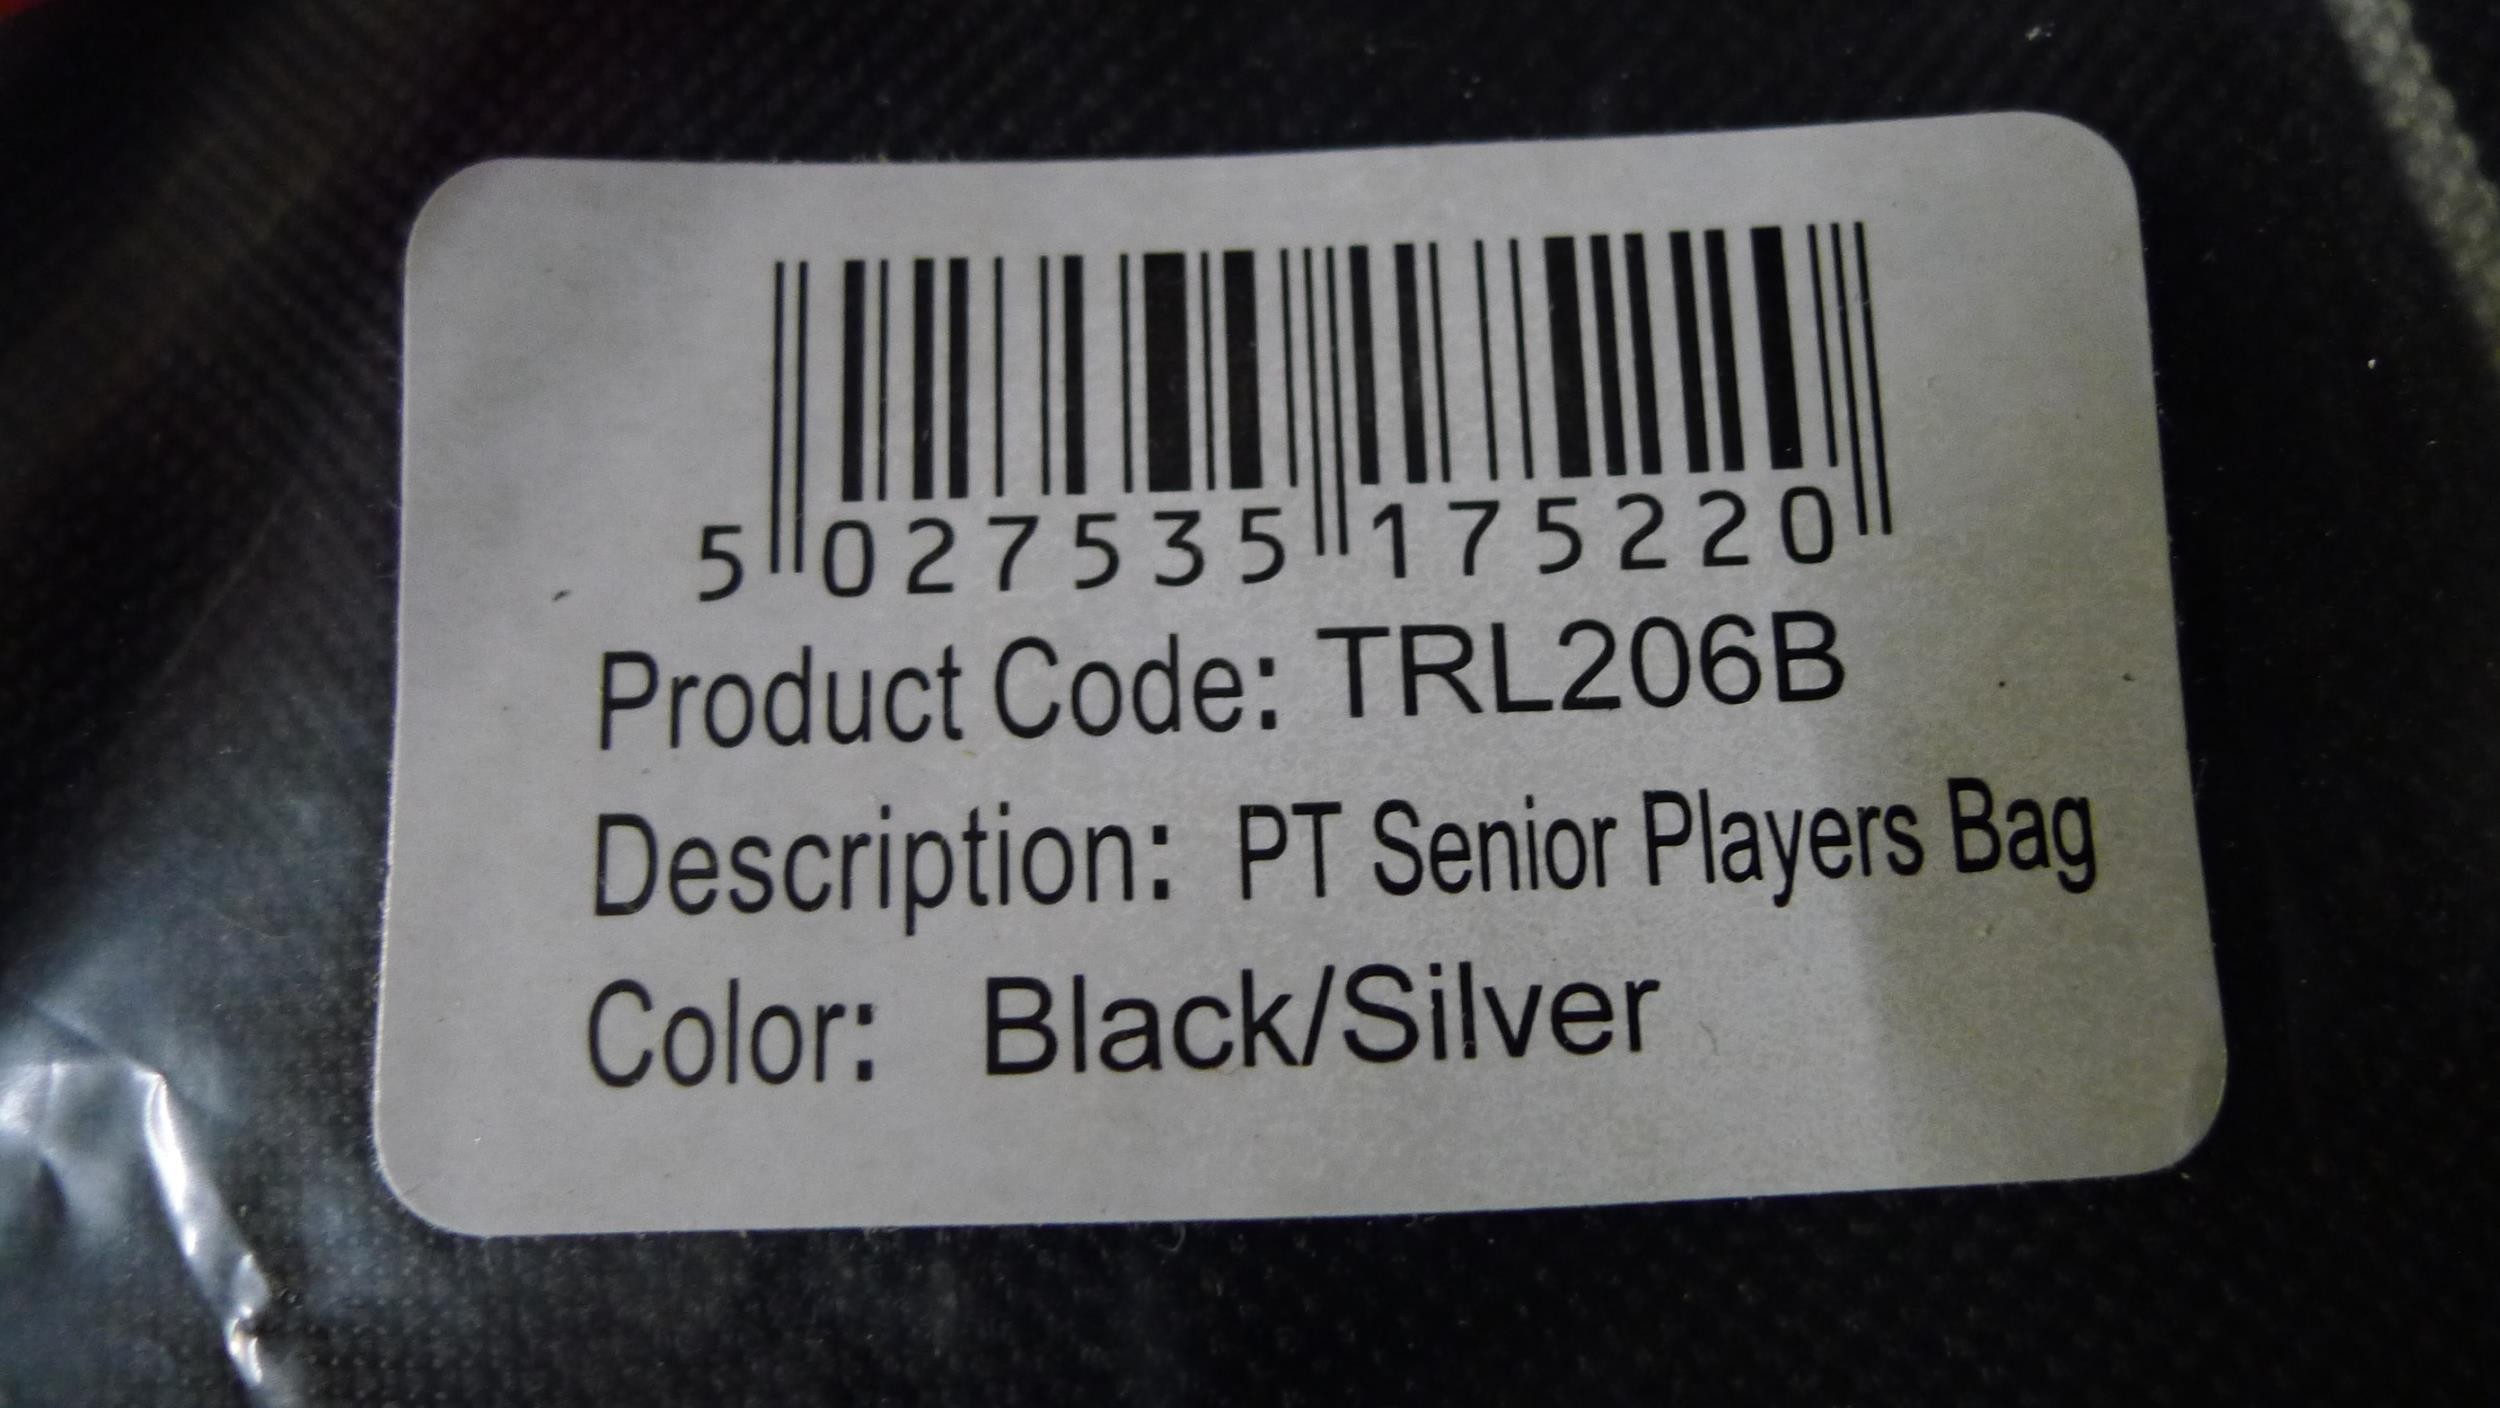 5 027535 175220
Product Code: TRL206B
Description: PT Senior Players Bag
Color: Black/Silver